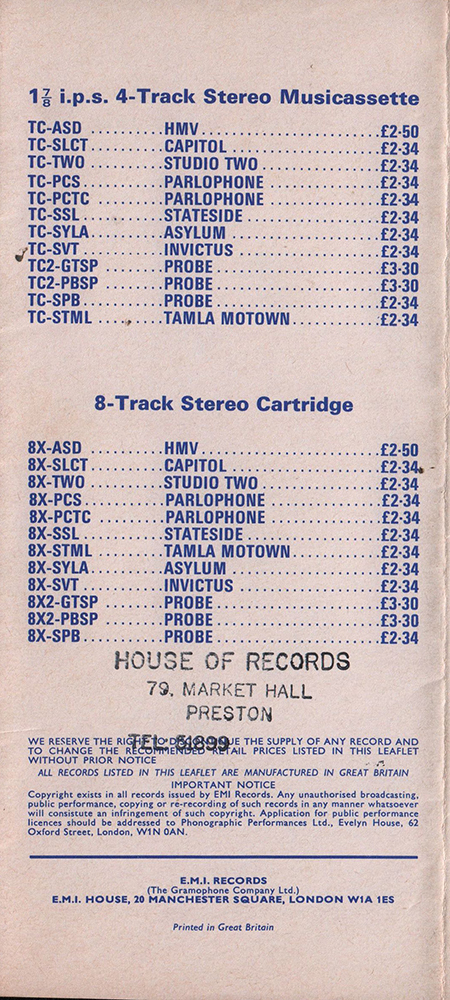 1⅞ i.p.s. 4-Track Stereo Musicassette
TC-ASD ..........HMV.........................£2·50
TC-SLCT ..........CAPITOL......................£2·34
TC-TWO ..........STUDIO TWO................£2·34
TC-PCS............PARLOPHONE...............£2·34
TC-PCTC ..........PARLOPHONE ..............£2·34
TC-SSL............STATESIDE..................£2·34
TC-SYLA..........ASYLUM......................£2·34
TC-SVT ...........INVICTUS ...................£2·34
TC2-GTSP ........PROBE.......................£3·30
TC2-PBSP ........PROBE.......................£3·30
TC-SPB............PROBE.......................£2·34
TC-STML ..........TAMLA MOTOWN............£2·34
8-Track Stereo Cartridge
8X-ASD ...........HMV.........................£2·50
8X-SLCT ..........CAPITOL......................£2·34
8X-TWO ..........STUDIO TWO................£2·34
8X-PCS............PARLOPHONE ..............£2·34
8X-PCTC ..........PARLOPHONE ..............£2·34
8X-SSL............STATESIDE..................£2·34
8X-STML ..........TAMLA MOTOWN............£2·34
8X-SYLA..........ASYLUM......................£2·34
8X-SVT ...........INVICTUS ...................£2·34
8X2-GTSP ........PROBE.......................£3·30
8X2-PBSP ........PROBE.......................£3·30
8X-SPB............PROBE.......................£2·34
HOUSE OF RECORDS
79, MARKET HALL
PRESTON
TEL: 51899
WE RESERVE THE RIGHT TO DISCONTINUE THE SUPPLY OF ANY RECORD AND
TO CHANGE THE RECOMMENDED RETAIL PRICES LISTED IN THIS LEAFLET
WITHOUT PRIOR NOTICE
ALL RECORDS LISTED IN THIS LEAFLET ARE MANUFACTURED IN GREAT BRITAIN
IMPORTANT NOTICE
Copyright exists in all records issued by EMI Records. Any unauthorised broadcasting,
public performance, copying or re-recording of such records in any manner whatsoever
will consistute an infringement of such copyright. Application for public performance
licences should be addressed to Phonographic Performances Ltd., Evelyn House, 62
Oxford Street, London, W1N 0AN.
E.M.I. RECORDS
(The Gramophone Company Ltd.)
E.M.I. HOUSE, 20 MANCHESTER SQUARE, LONDON W1A 1ES
Printed in Great Britain